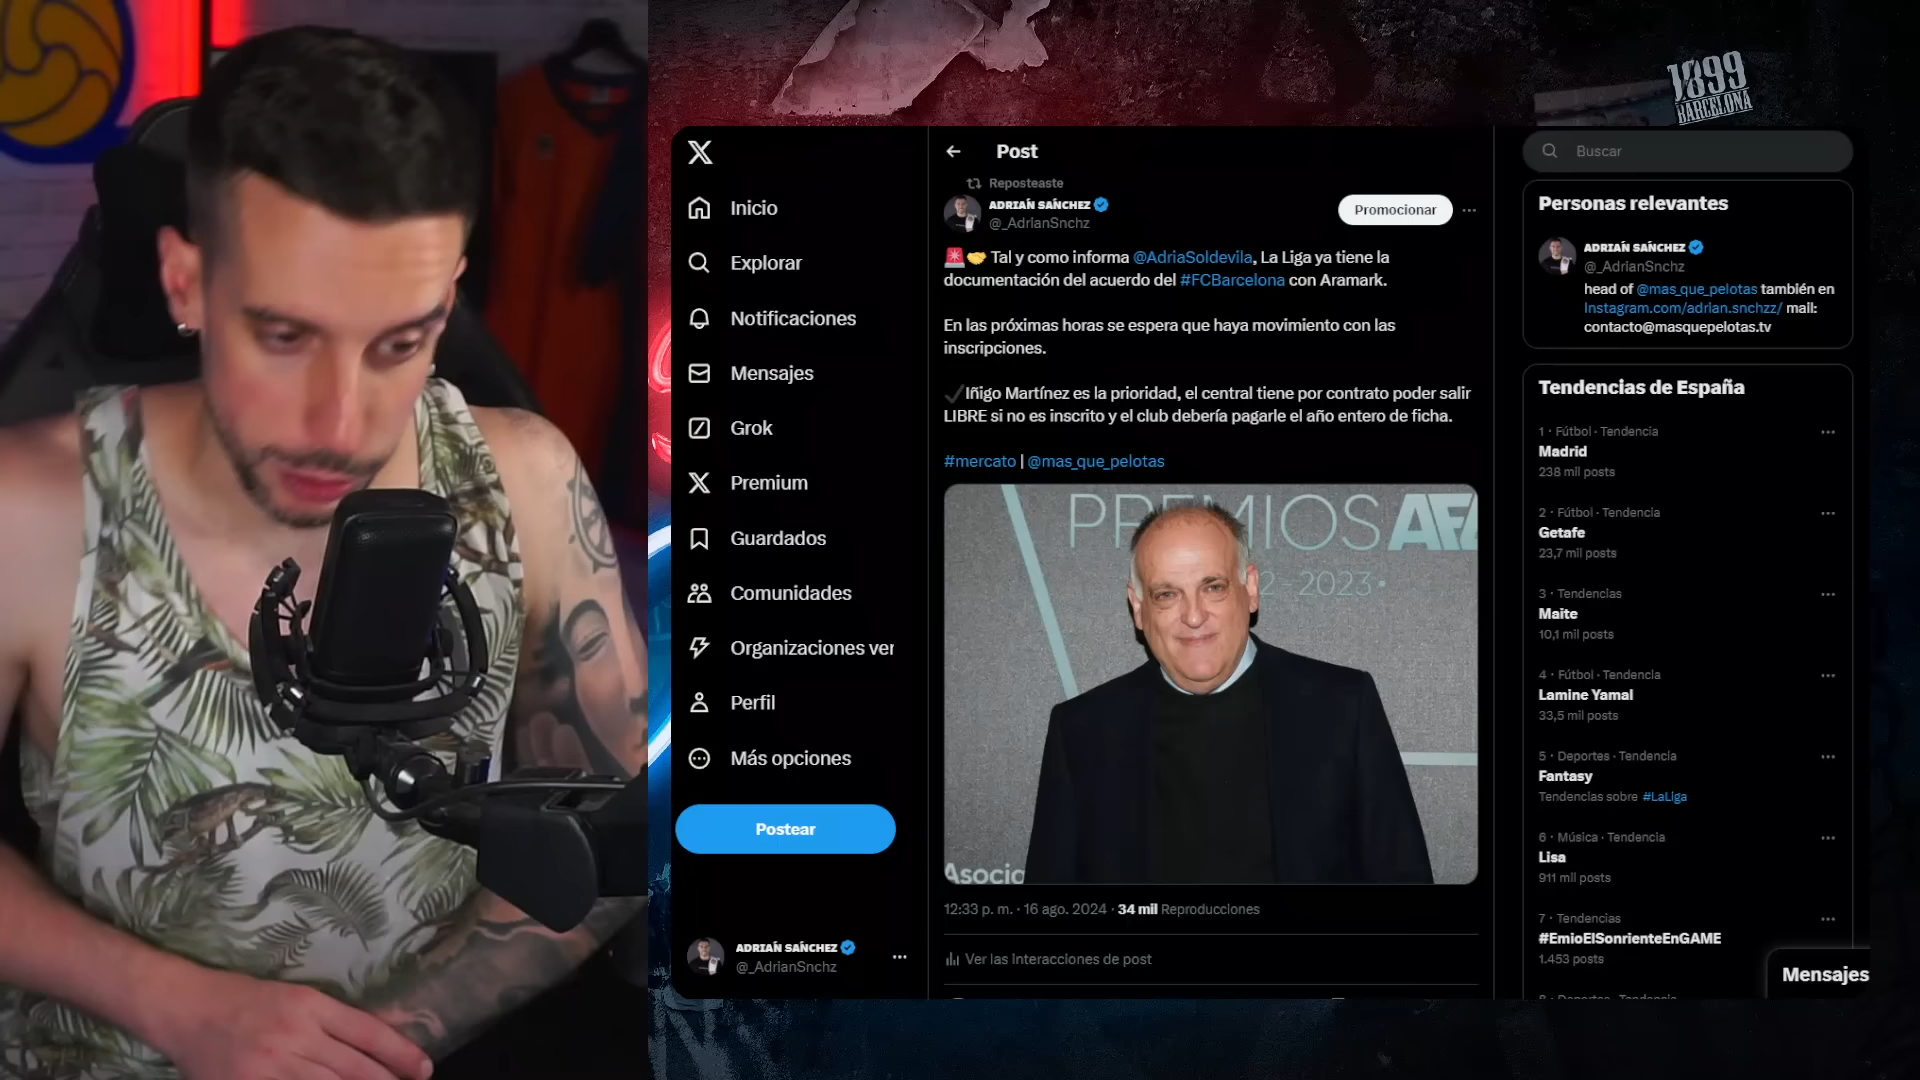 1899
BARCELONA
Inicio
Explorar
Notificaciones
Mensajes
Grok
Premium
Guardados
Comunidades
Organizaciones ver
Perfil
Más opciones
Postear
ADRIÁN SÁNCHEZ
@_AdrianSnchz
Post
Reposteaste
ADRIÁN SÁNCHEZ
@_AdrianSnchz
Promocionar
Tal y como informa @AdriaSoldevila, La Liga ya tiene la
documentación del acuerdo del #FCBarcelona con Aramark.
En las próximas horas se espera que haya movimiento con las
inscripciones.
Iñigo Martínez es la prioridad, el central tiene por contrato poder salir
LIBRE si no es inscrito y el club debería pagarle el año entero de ficha.
#mercato | @mas_que_pelotas
PREMIOS AFE
2-2023
Asocia
12:33 p. m. · 16 ago. 2024 · 34 mil Reproducciones
Ver las Interacciones de post
Buscar
Personas relevantes
ADRIÁN SÁNCHEZ
@_AdrianSnchz
head of @mas_que_pelotas también en
Instagram.com/adrian.snchzz/ mail:
contacto@masquepelotas.tv
Tendencias de España
1 · Fútbol · Tendencia
Madrid
238 mil posts
2 · Fútbol · Tendencia
Getafe
23,7 mil posts
3 · Tendencias
Maite
10,1 mil posts
4 · Fútbol · Tendencia
Lamine Yamal
33,5 mil posts
5 · Deportes · Tendencia
Fantasy
Tendencias sobre #LaLiga
6 · Música · Tendencia
Lisa
911 mil posts
7 · Tendencias
#EmioElSonrienteEnGAME
1.453 posts
8 · Deportes · Tendencia
Mensajes